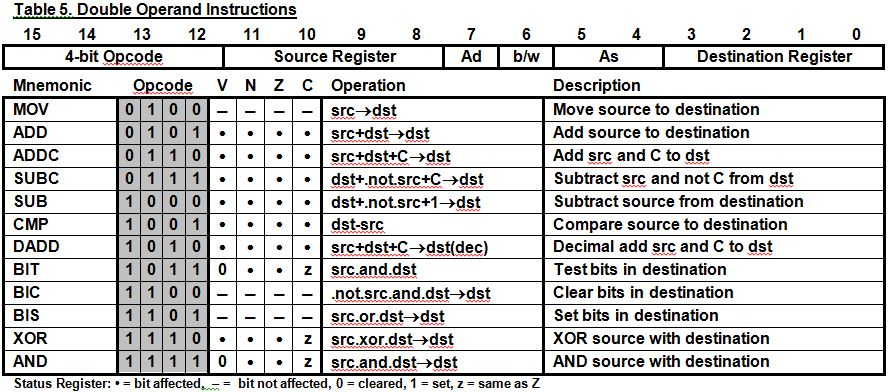 Table 5. Double Operand Instructions
15 14 13 12 11 10 9 8 7 6 5 4 3 2 1 0
4-bit Opcode Source Register Ad b/w As Destination Register
Mnemonic Opcode V N Z C Operation Description
MOV 0 1 0 0 – – – – src→dst Move source to destination
ADD 0 1 0 1 • • • • src+dst→dst Add source to destination
ADDC 0 1 1 0 • • • • src+dst+C→dst Add src and C to dst
SUBC 0 1 1 1 • • • • dst+.not.src+C→dst Subtract src and not C from dst
SUB 1 0 0 0 • • • • dst+.not.src+1→dst Subtract source from destination
CMP 1 0 0 1 • • • • dst-src Compare source to destination
DADD 1 0 1 0 • • • • src+dst+C→dst(dec) Decimal add src and C to dst
BIT 1 0 1 1 0 • • z src.and.dst Test bits in destination
BIC 1 1 0 0 – – – – .not.src.and.dst→dst Clear bits in destination
BIS 1 1 0 1 – – – – src.or.dst→dst Set bits in destination
XOR 1 1 1 0 • • • z src.xor.dst→dst XOR source with destination
AND 1 1 1 1 0 • • z src.and.dst→dst AND source with destination
Status Register: • = bit affected, – = bit not affected, 0 = cleared, 1 = set, z = same as Z